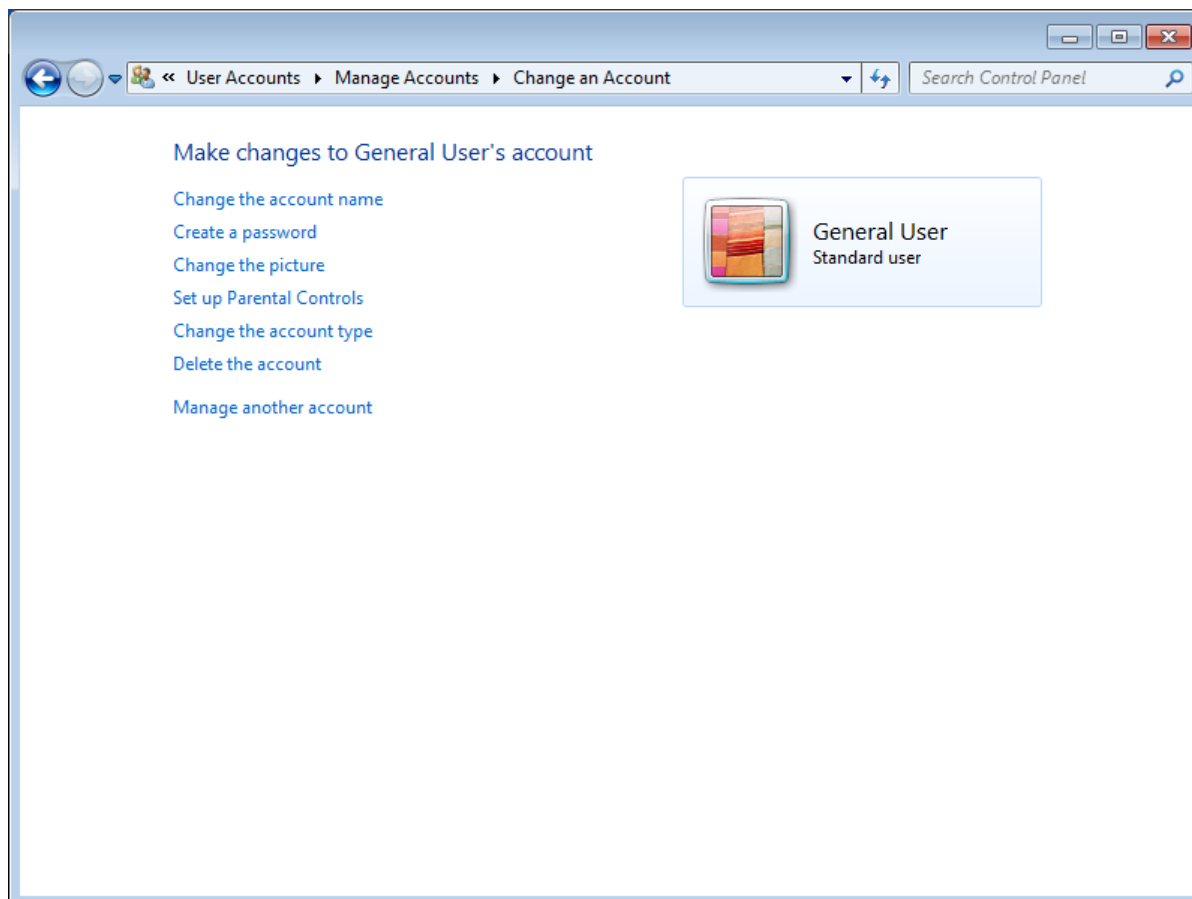 « User Accounts ▸ Manage Accounts ▸ Change an Account
Search Control Panel
Make changes to General User's account
Change the account name
Create a password
Change the picture
Set up Parental Controls
Change the account type
Delete the account
Manage another account
General User
Standard user